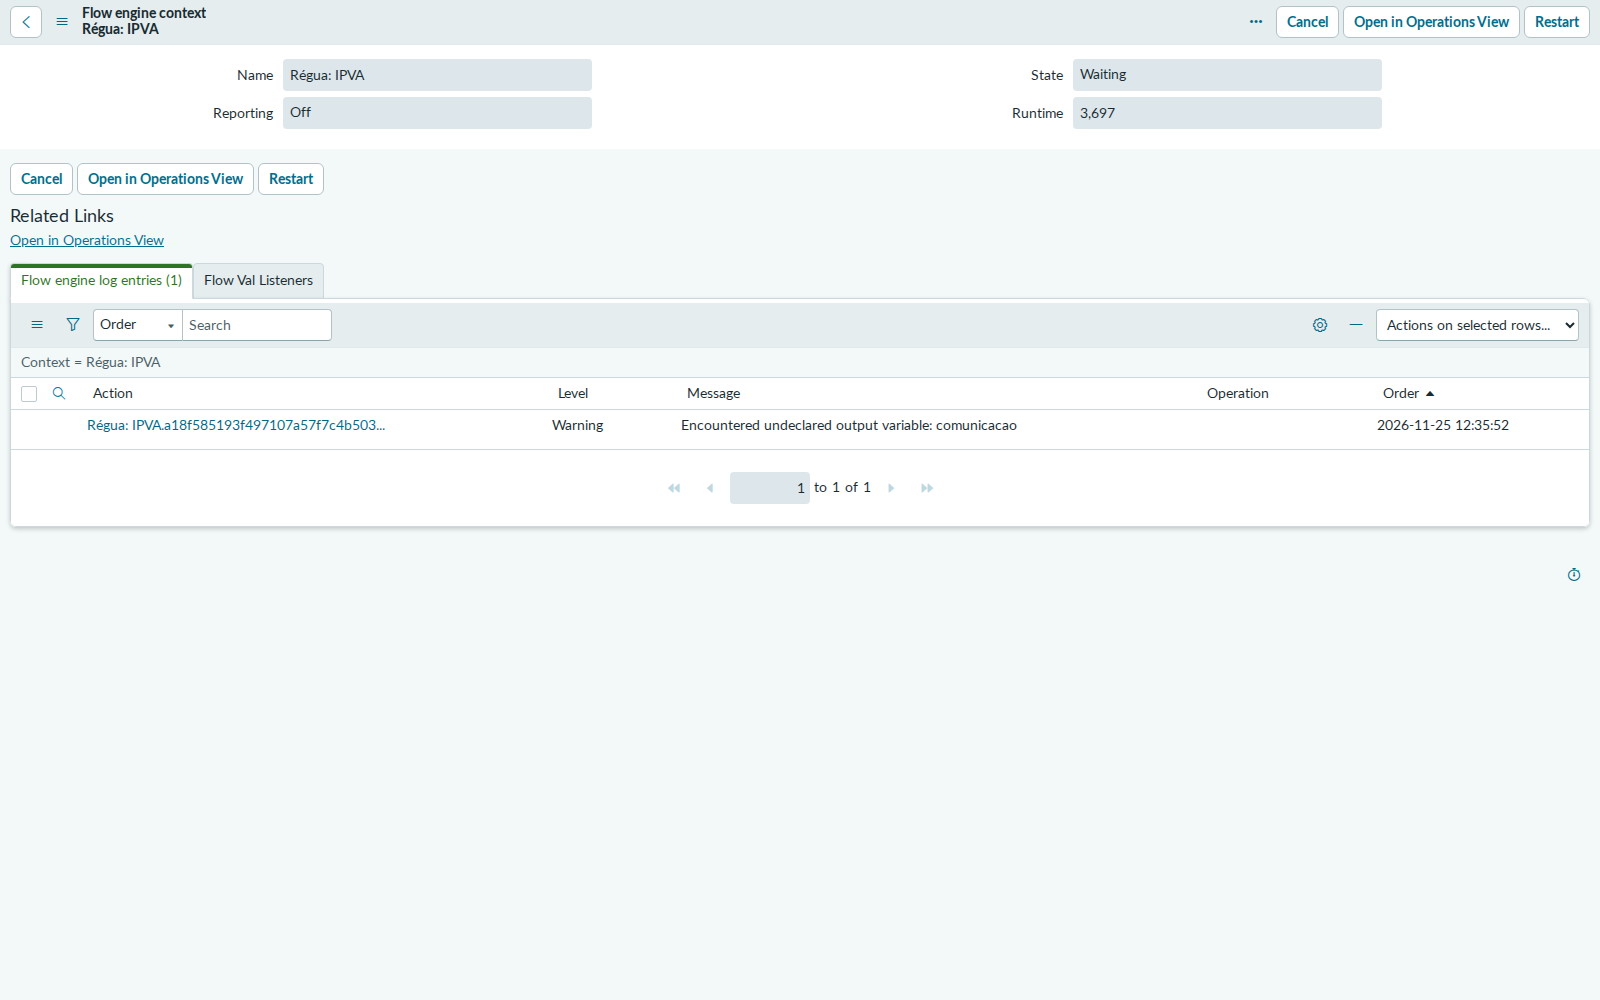 Flow engine context
Régua: IPVA
Cancel
Open in Operations View
Restart
Name
Régua: IPVA
State
Waiting
Reporting
Off
Runtime
3,697
Cancel
Open in Operations View
Restart
Related Links
Open in Operations View
Flow engine log entries (1)
Flow Val Listeners
Order
Search
Actions on selected rows...
Context = Régua: IPVA
Action
Level
Message
Operation
Order
Régua: IPVA.a18f585193f497107a57f7c4b503...
Warning
Encountered undeclared output variable: comunicacao
2026-11-25 12:35:52
1 to 1 of 1